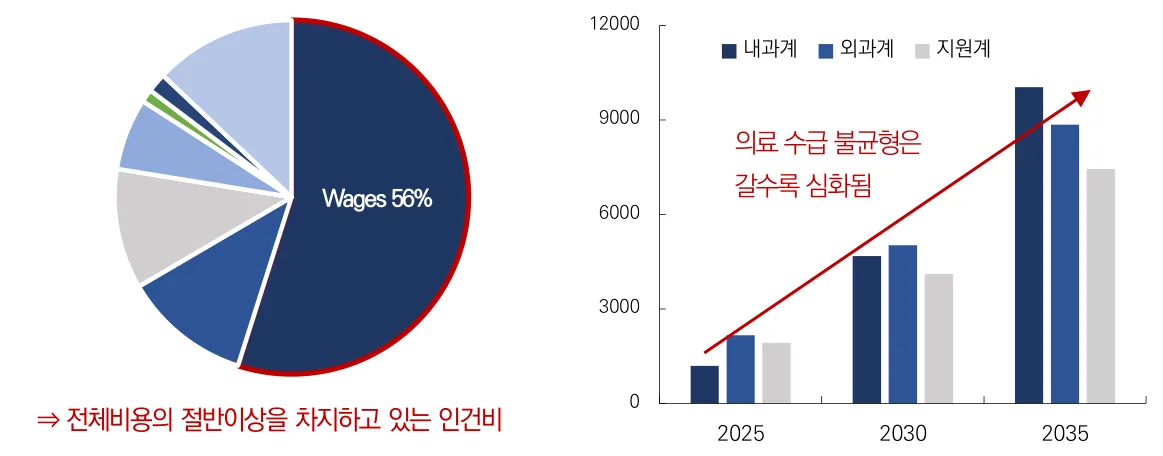 Wages 56%
⇒ 전체비용의 절반이상을 차지하고 있는 인건비
12000
내과계 외과계 지원계
9000
의료 수급 불균형은
갈수록 심화됨
6000
3000
0
2025 2030 2035